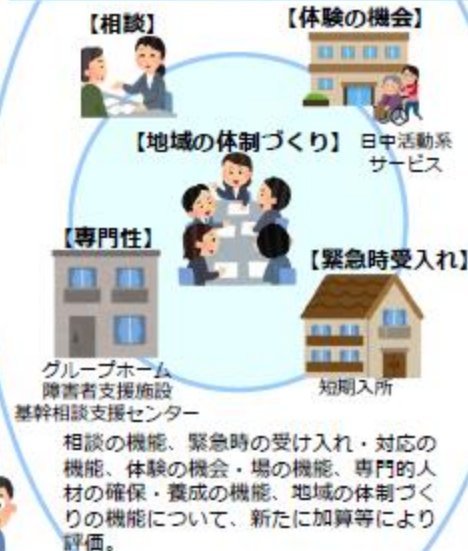 【相談】
【体験の機会】
【地域の体制づくり】
日中活動系
サービス
【専門性】
【緊急時受入れ】
グループホーム
障害者支援施設
基幹相談支援センター
短期入所
相談の機能、緊急時の受け入れ・対応の
機能、体験の機会・場の機能、専門的人
材の確保・養成の機能、地域の体制づく
りの機能について、新たに加算等により
評価。